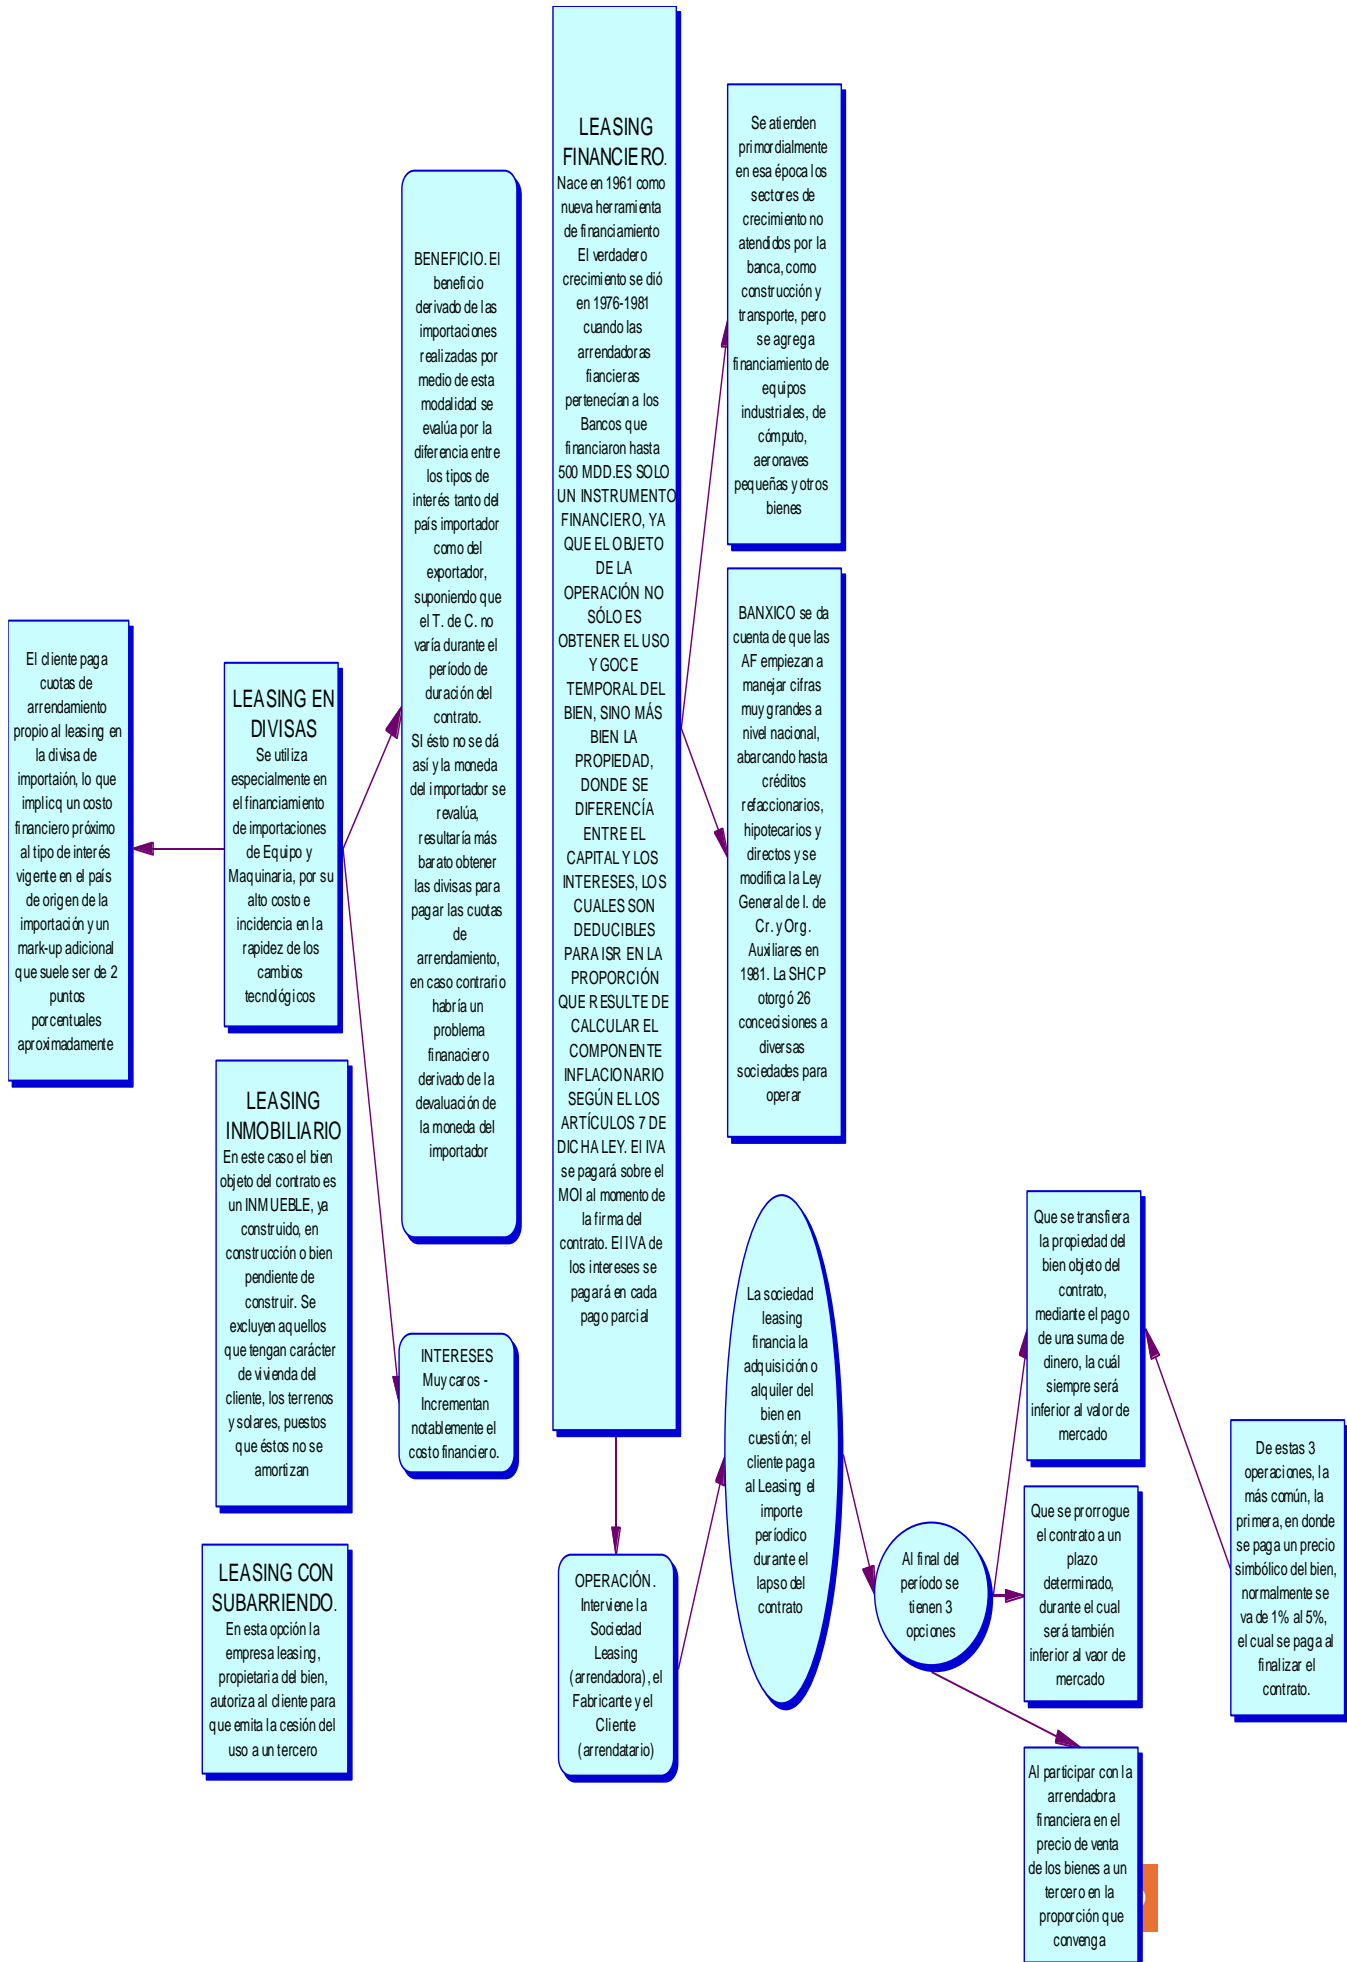 El cliente paga
cuotas de
arrendamiento
propio al leasing en
la divisa de
importaión, lo que
implicq un costo
financiero próximo
al tipo de interés
vigente en el país
de origen de la
importación y un
mark-up adicional
que suele ser de 2
puntos
porcentuales
aproximadamente
LEASING EN
DIVISAS
Se utiliza
especialmente en
el financiamiento
de importaciones
de Equipo y
Maquinaria, por su
alto costo e
incidencia en la
rapidez de los
cambios
tecnológicos
LEASING
INMOBILIARIO
En este caso el bien
objeto del contrato es
un INMUEBLE, ya
construido, en
construcción o bien
pendiente de
construir. Se
excluyen aquellos
que tengan carácter
de vivienda del
cliente, los terrenos
y solares, puestos
que éstos no se
amortizan
LEASING CON
SUBARRIENDO.
En esta opción la
empresa leasing,
propietaria del bien,
autoriza al cliente para
que emita la cesión del
uso a un tercero
BENEFICIO. El
beneficio
derivado de las
importaciones
realizadas por
medio de esta
modalidad se
evalúa por la
diferencia entre
los tipos de
interés tanto del
país importador
como del
exportador,
suponiendo que
el T. de C. no
varía durante el
período de
duración del
contrato.
SI ésto no se dá
así y la moneda
del importador se
revalúa,
resultaría más
barato obtener
las divisas para
pagar las cuotas
de
arrendamiento,
en caso contrario
habría un
problema
finanaciero
derivado de la
devaluación de
la moneda del
importador
INTERESES
Muy caros -
Incrementan
notablemente el
costo financiero.
LEASING
FINANCIERO.
Nace en 1961 como
nueva herramienta
de financiamiento
El verdadero
crecimiento se dió
en 1976-1981
cuando las
arrendadoras
fiancieras
pertenecían a los
Bancos que
financiaron hasta
500 MDD.ES SOLO
UN INSTRUMENTO
FINANCIERO, YA
QUE EL OBJETO
DE LA
OPERACIÓN NO
SÓLO ES
OBTENER EL USO
Y GOCE
TEMPORAL DEL
BIEN, SINO MÁS
BIEN LA
PROPIEDAD,
DONDE SE
DIFERENCÍA
ENTRE EL
CAPITAL Y LOS
INTERESES, LOS
CUALES SON
DEDUCIBLES
PARA ISR EN LA
PROPORCIÓN
QUE RESULTE DE
CALCULAR EL
COMPONENTE
INFLACIONARIO
SEGÚN EL LOS
ARTÍCULOS 7 DE
DICHA LEY. El IVA
se pagará sobre el
MOI al momento de
la firma del
contrato. El IVA de
los intereses se
pagará en cada
pago parcial
OPERACIÓN.
Interviene la
Sociedad
Leasing
(arrendadora), el
Fabricante y el
Cliente
(arrendatario)
Se atienden
primordialmente
en esa época los
sectores de
crecimiento no
atendidos por la
banca, como
construcción y
transporte, pero
se agrega
financiamiento de
equipos
industriales, de
cómputo,
aeronaves
pequeñas y otros
bienes
BANXICO se da
cuenta de que las
AF empiezan a
manejar cifras
muy grandes a
nivel nacional,
abarcando hasta
créditos
refaccionarios,
hipotecarios y
directos y se
modifica la Ley
General de I. de
Cr. y Org.
Auxiliares en
1981. La SHCP
otorgó 26
concecisiones a
diversas
sociedades para
operar
La sociedad
leasing
financia la
adquisición o
alquiler del
bien en
cuestión; el
cliente paga
al Leasing el
importe
períodico
durante el
lapso del
contrato
Al final del
período se
tienen 3
opciones
Que se transfiera
la propiedad del
bien objeto del
contrato,
mediante el pago
de una suma de
dinero, la cuál
siempre será
inferior al valor de
mercado
Que se prorrogue
el contrato a un
plazo
determinado,
durante el cual
será también
inferior al vaor de
mercado
Al participar con la
arrendadora
financiera en el
precio de venta
de los bienes a un
tercero en la
proporción que
convenga
De estas 3
operaciones, la
más común, la
primera, en donde
se paga un precio
simbólico del bien,
normalmente se
va de 1% al 5%,
el cual se paga al
finalizar el
contrato.